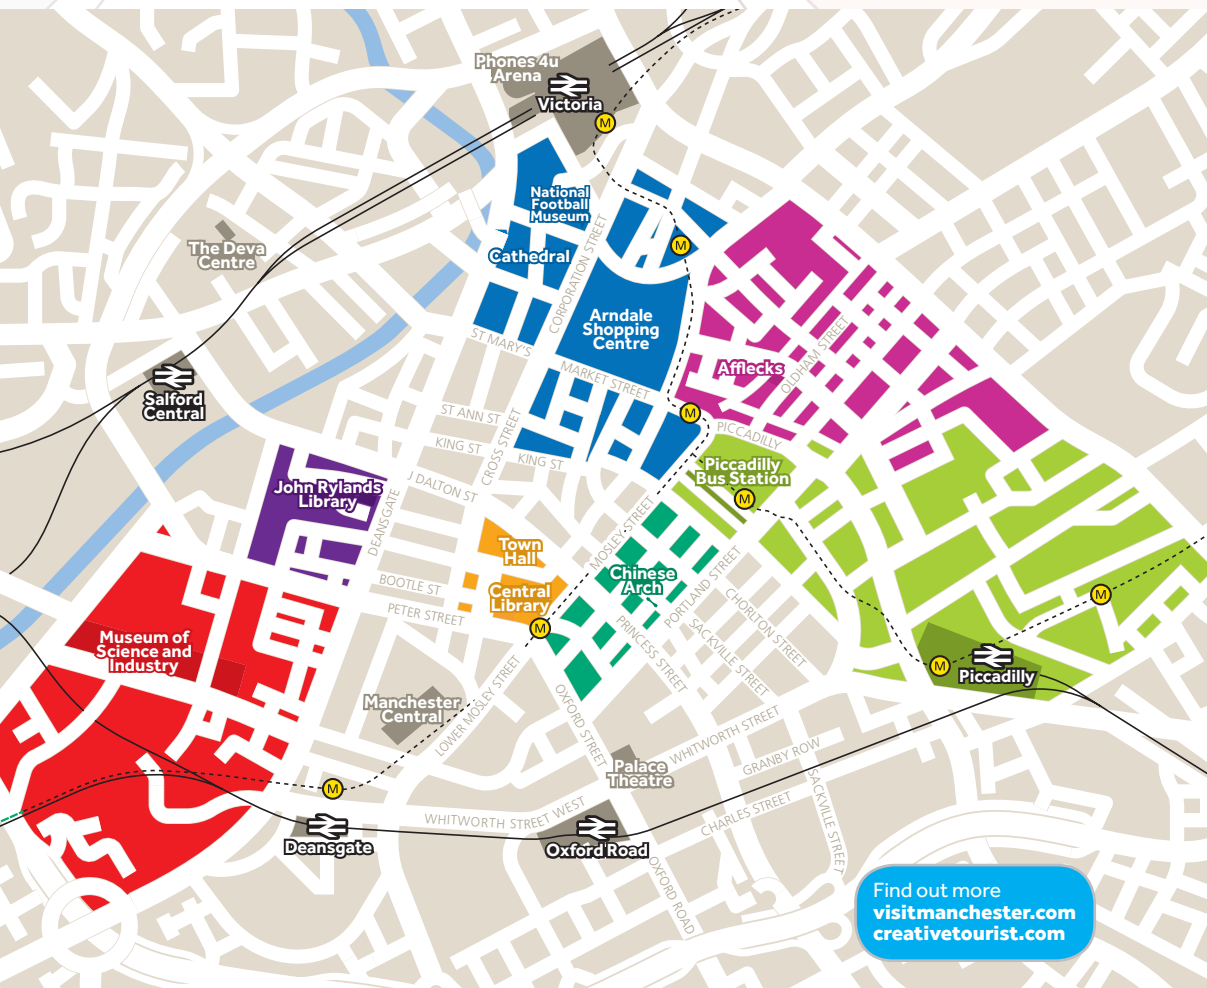 Phones 4u
Arena
Victoria
M
National
Football
Museum
The Deva
Centre
Cathedral
M
CORPORATION STREET
Arndale
Shopping
Centre
ST MARY'S
MARKET STREET
Afflecks
OLDHAM STREET
Salford
Central
ST ANN ST
M
PICCADILLY
KING ST
CROSS STREET
KING ST
Piccadilly
Bus Station
M
John Rylands
Library
J DALTON ST
DEANSGATE
MOSLEY STREET
Town
Hall
Chinese
Arch
PORTLAND STREET
BOOTLE ST
Central
Library
M
PETER STREET
CHORLTON STREET
M
PRINCESS STREET
SACKVILLE STREET
Museum of
Science and
Industry
M
Piccadilly
Manchester
Central
LOWER MOSLEY STREET
OXFORD STREET
WHITWORTH STREET
Palace
Theatre
GRANBY ROW
M
SACKVILLE STREET
WHITWORTH STREET WEST
CHARLES STREET
Deansgate
Oxford Road
OXFORD ROAD
Find out more
visitmanchester.com
creativetourist.com